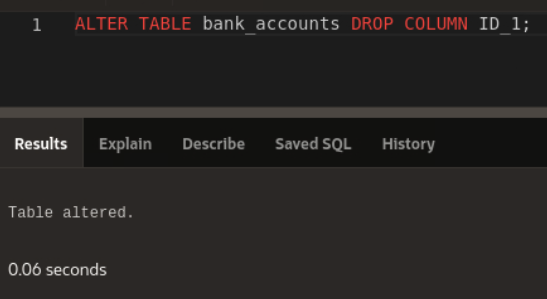 1 ALTER TABLE bank_accounts DROP COLUMN ID_1;
Results Explain Describe Saved SQL History
Table altered.
0.06 seconds